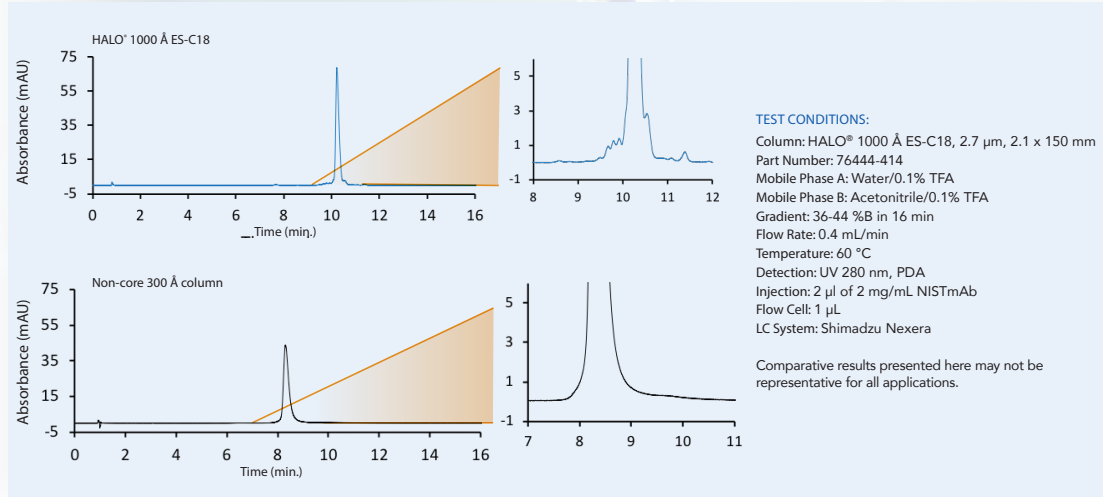 HALO® 1000 Å ES-C18
Absorbance (mAU)
75
55
35
15
-5
0 2 4 6 8 10 12 14 16
Time (min.)
5
3
1
-1
8 9 10 11 12
Non-core 300 Å column
Absorbance (mAU)
75
55
35
15
-5
0 2 4 6 8 10 12 14 16
Time (min.)
5
3
1
-1
7 8 9 10 11
TEST CONDITIONS:
Column: HALO® 1000 Å ES-C18, 2.7 µm, 2.1 x 150 mm
Part Number: 76444-414
Mobile Phase A: Water/0.1% TFA
Mobile Phase B: Acetonitrile/0.1% TFA
Gradient: 36-44 %B in 16 min
Flow Rate: 0.4 mL/min
Temperature: 60 °C
Detection: UV 280 nm, PDA
Injection: 2 µl of 2 mg/mL NISTmAb
Flow Cell: 1 µL
LC System: Shimadzu Nexera
Comparative results presented here may not be
representative for all applications.